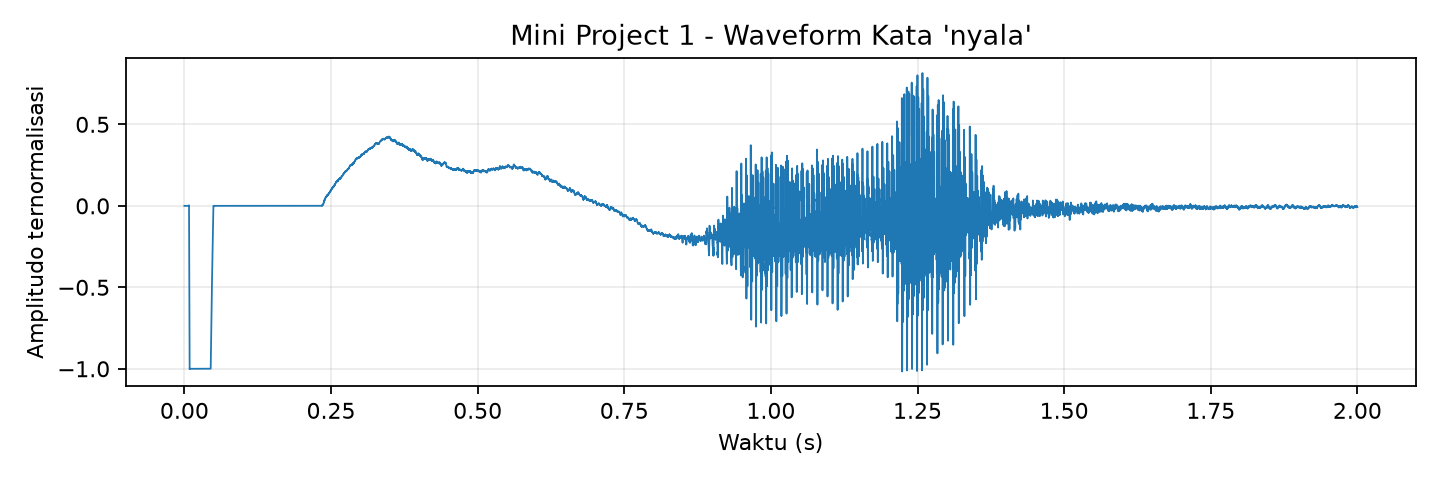 Mini Project 1 - Waveform Kata 'nyala'
Amplitudo ternormalisasi
0.5
0.0
−0.5
−1.0
0.00 0.25 0.50 0.75 1.00 1.25 1.50 1.75 2.00
Waktu (s)